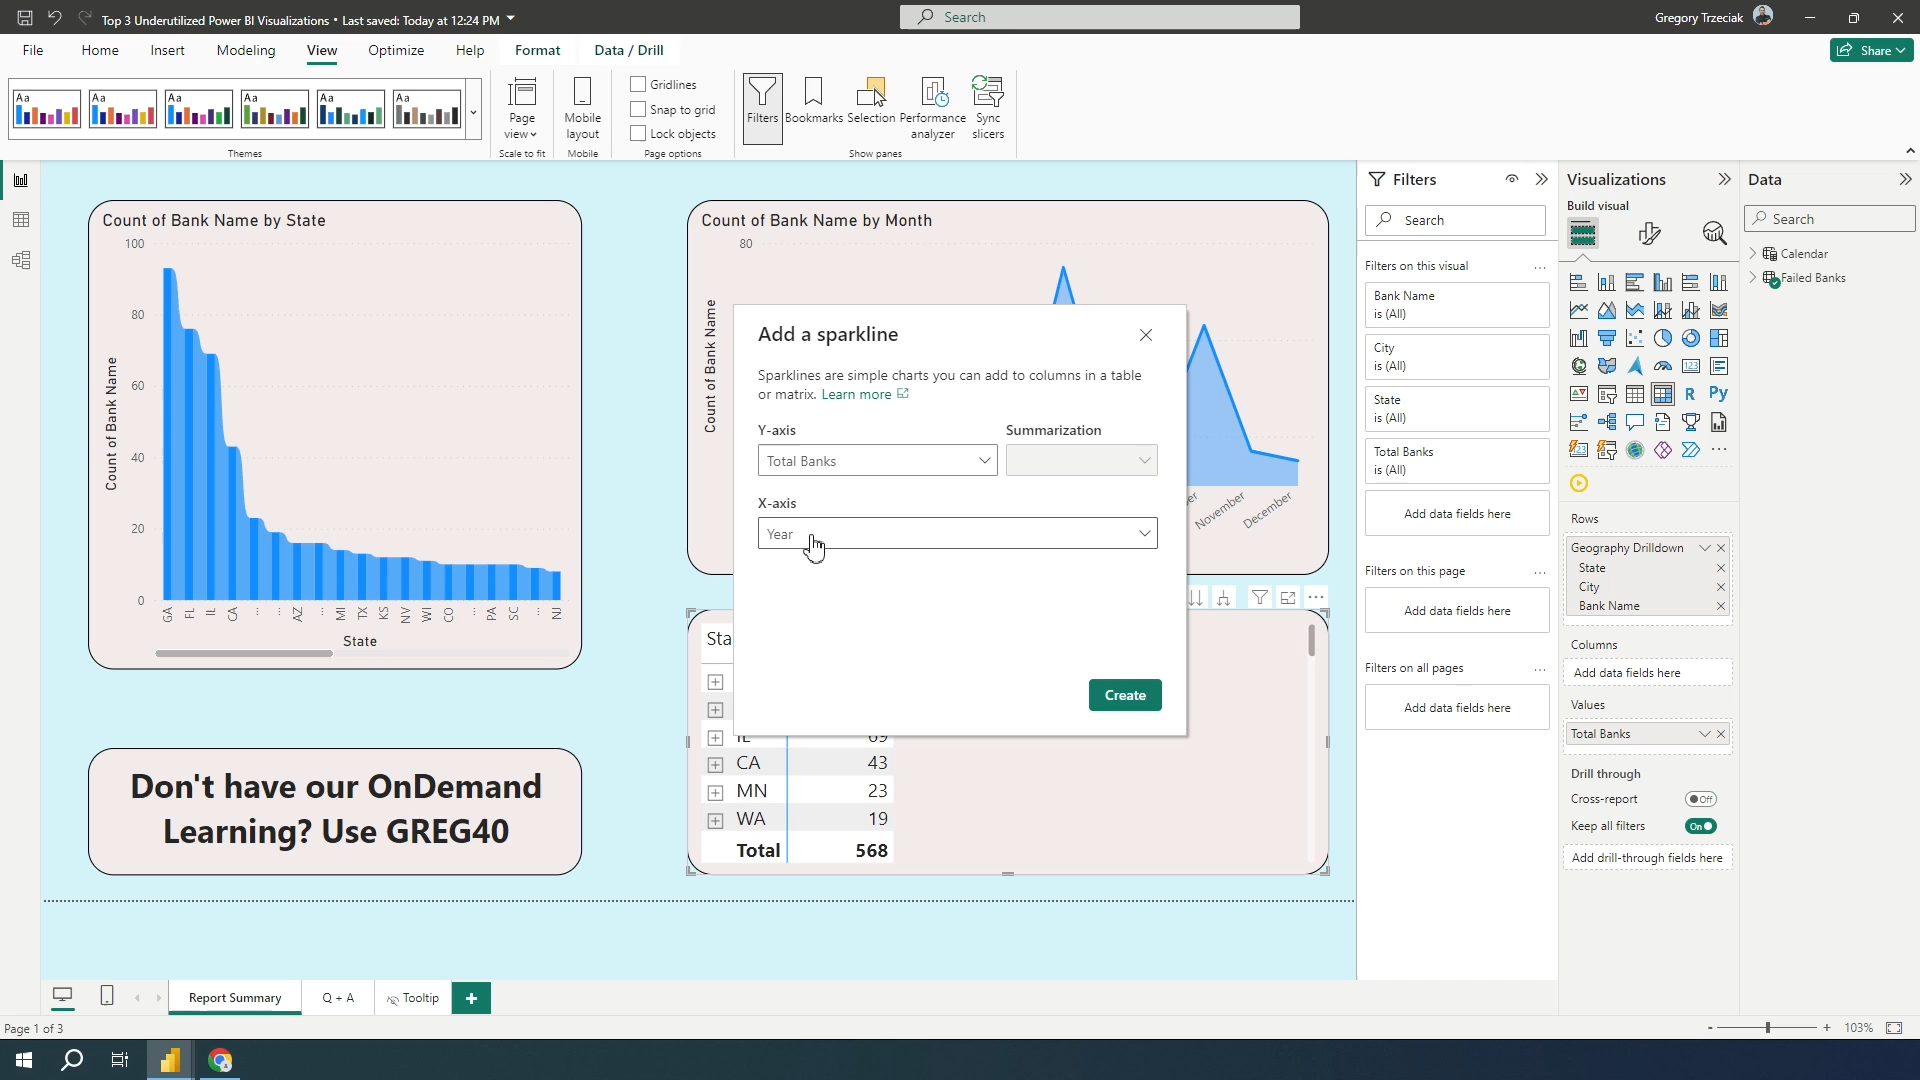 Top 3 Underutilized Power BI Visualizations • Last saved: Today at 12:24 PM
Search
Gregory Trzeciak
File
Home
Insert
Modeling
View
Optimize
Help
Format
Data / Drill
Share
Aa
Aa
Aa
Aa
Aa
Aa
Themes
Page view
Scale to fit
Mobile layout
Mobile
Gridlines
Snap to grid
Lock objects
Page options
Filters
Bookmarks
Selection
Performance analyzer
Sync slicers
Show panes
Count of Bank Name by State
Count of Bank Name
100
80
60
40
20
0
GA
FL
IL
CA
...
...
AZ
...
MI
TX
KS
NV
WI
CO
...
PA
SC
...
NJ
State
Count of Bank Name by Month
80
Count of Bank Name
November
December
Add a sparkline
Sparklines are simple charts you can add to columns in a table
or matrix. Learn more
Y-axis
Summarization
Total Banks
X-axis
Year
Create
Sta
CA 43
MN 23
WA 19
Total 568
Don't have our OnDemand
Learning? Use GREG40
Filters
Search
Filters on this visual
Bank Name
is (All)
City
is (All)
State
is (All)
Total Banks
is (All)
Add data fields here
Filters on this page
Add data fields here
Filters on all pages
Add data fields here
Visualizations
Build visual
123
R
Py
123
Rows
Geography Drilldown
State
City
Bank Name
Columns
Add data fields here
Values
Total Banks
Drill through
Cross-report
Off
Keep all filters
On
Add drill-through fields here
Data
Search
Calendar
Failed Banks
Report Summary
Q + A
Tooltip
+
Page 1 of 3
- + 103%